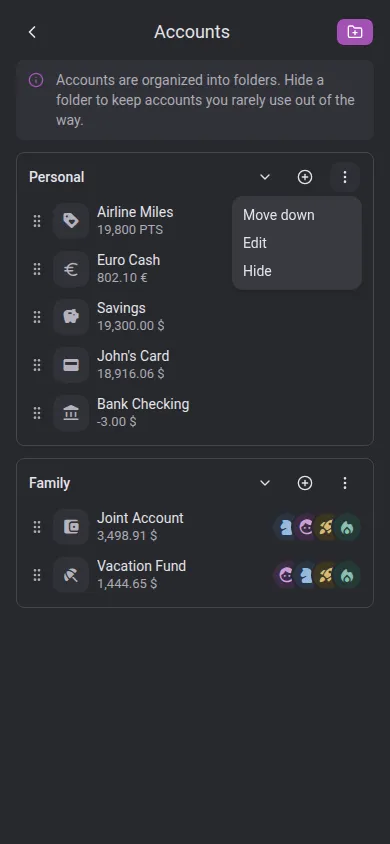 Accounts
Accounts are organized into folders. Hide a
folder to keep accounts you rarely use out of the
way.
Personal
Move down
Edit
Hide
Airline Miles
19,800 PTS
Euro Cash
802.10 €
Savings
19,300.00 $
John's Card
18,916.06 $
Bank Checking
-3.00 $
Family
Joint Account
3,498.91 $
Vacation Fund
1,444.65 $